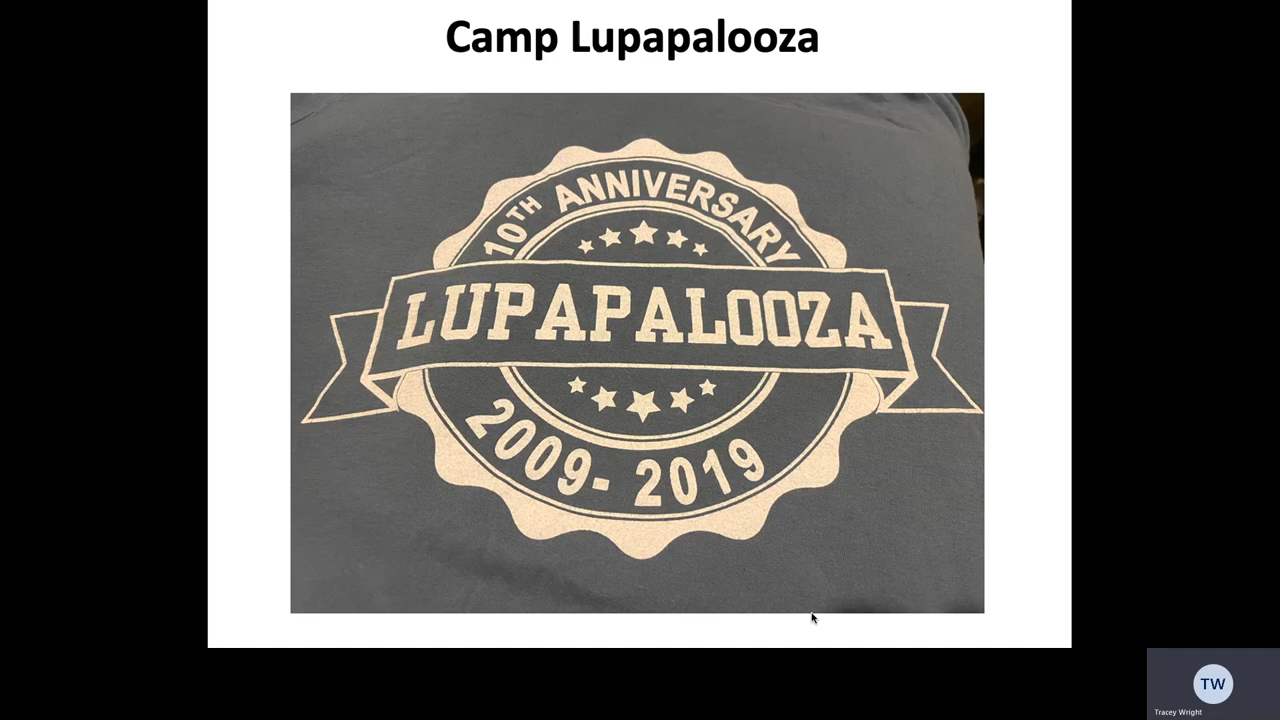 Camp Lupapalooza
10TH ANNIVERSARY
LUPAPALOOZA
2009- 2019
TW
Tracey Wright